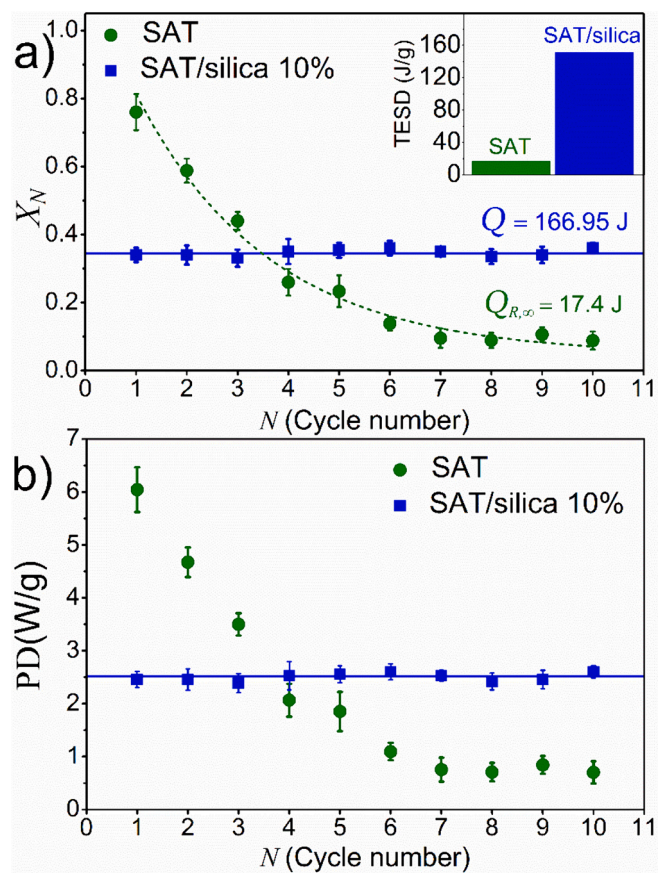 a)
SAT
SAT/silica 10%
1.0
0.8
0.6
0.4
0.2
0.0
X_N
TESD (J/g)
160
120
80
40
0
SAT
SAT/silica
Q = 166.95 J
Q_R,∞ = 17.4 J
0 1 2 3 4 5 6 7 8 9 10 11
N (Cycle number)
b)
SAT
SAT/silica 10%
7
6
5
4
3
2
1
0
PD(W/g)
0 1 2 3 4 5 6 7 8 9 10 11
N (Cycle number)